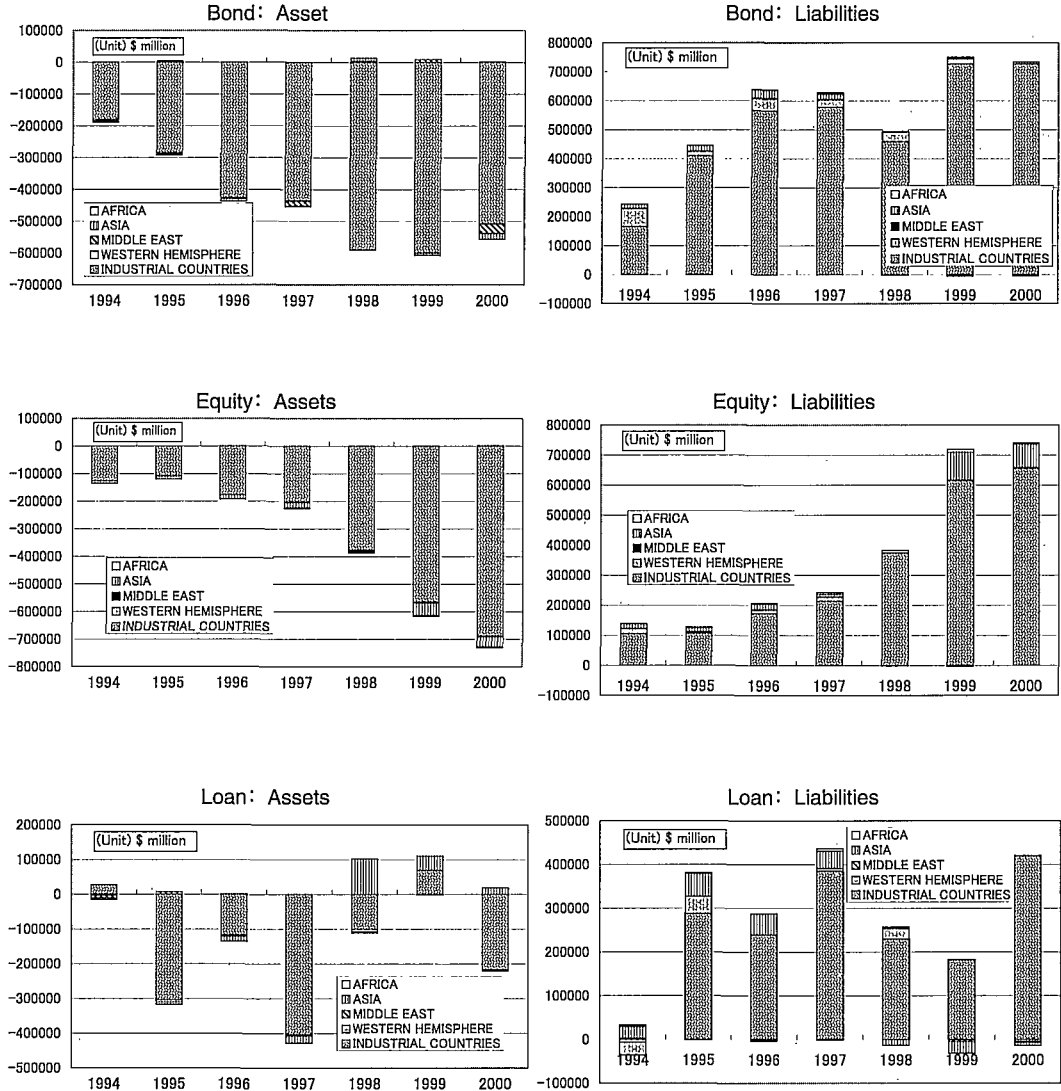 Bond: Asset
(Unit) $ million
100000
0
-100000
-200000
-300000
-400000
-500000
-600000
-700000
AFRICA
ASIA
MIDDLE EAST
WESTERN HEMISPHERE
INDUSTRIAL COUNTRIES
1994 1995 1996 1997 1998 1999 2000
Bond: Liabilities
(Unit) $ million
800000
700000
600000
500000
400000
300000
200000
100000
0
-100000
AFRICA
ASIA
MIDDLE EAST
WESTERN HEMISPHERE
INDUSTRIAL COUNTRIES
1994 1995 1996 1997 1998 1999 2000
Equity: Assets
(Unit) $ million
100000
0
-100000
-200000
-300000
-400000
-500000
-600000
-700000
-800000
AFRICA
ASIA
MIDDLE EAST
WESTERN HEMISPHERE
INDUSTRIAL COUNTRIES
1994 1995 1996 1997 1998 1999 2000
Equity: Liabilities
(Unit) $ million
800000
700000
600000
500000
400000
300000
200000
100000
0
-100000
AFRICA
ASIA
MIDDLE EAST
WESTERN HEMISPHERE
INDUSTRIAL COUNTRIES
1994 1995 1996 1997 1998 1999 2000
Loan: Assets
(Unit) $ million
200000
100000
0
-100000
-200000
-300000
-400000
-500000
AFRICA
ASIA
MIDDLE EAST
WESTERN HEMISPHERE
INDUSTRIAL COUNTRIES
1994 1995 1996 1997 1998 1999 2000
Loan: Liabilities
(Unit) $ million
500000
400000
300000
200000
100000
0
-100000
AFRICA
ASIA
MIDDLE EAST
WESTERN HEMISPHERE
INDUSTRIAL COUNTRIES
1994 1995 1996 1997 1998 1999 2000